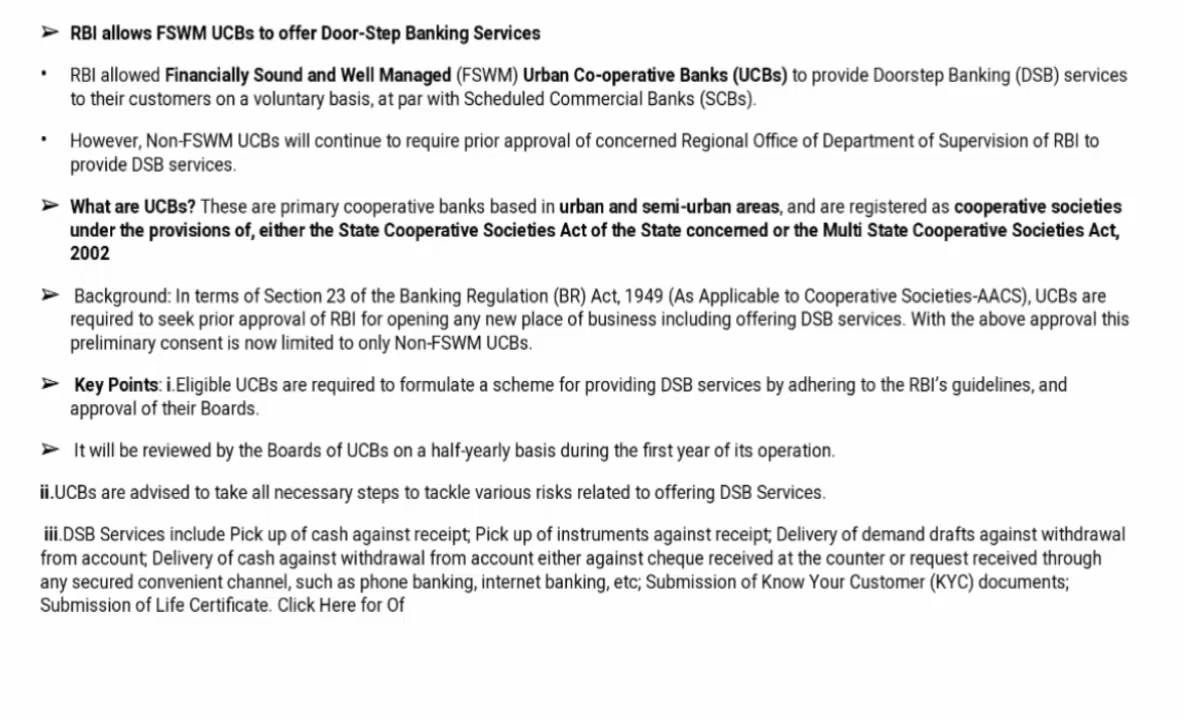 ➢ RBI allows FSWM UCBs to offer Door-Step Banking Services
• RBI allowed Financially Sound and Well Managed (FSWM) Urban Co-operative Banks (UCBs) to provide Doorstep Banking (DSB) services
to their customers on a voluntary basis, at par with Scheduled Commercial Banks (SCBs).
• However, Non-FSWM UCBs will continue to require prior approval of concerned Regional Office of Department of Supervision of RBI to
provide DSB services.
➢ What are UCBs? These are primary cooperative banks based in urban and semi-urban areas, and are registered as cooperative societies
under the provisions of, either the State Cooperative Societies Act of the State concerned or the Multi State Cooperative Societies Act,
2002
➢ Background: In terms of Section 23 of the Banking Regulation (BR) Act, 1949 (As Applicable to Cooperative Societies-AACS), UCBs are
required to seek prior approval of RBI for opening any new place of business including offering DSB services. With the above approval this
preliminary consent is now limited to only Non-FSWM UCBs.
➢ Key Points: i.Eligible UCBs are required to formulate a scheme for providing DSB services by adhering to the RBI's guidelines, and
approval of their Boards.
➢ It will be reviewed by the Boards of UCBs on a half-yearly basis during the first year of its operation.
ii.UCBs are advised to take all necessary steps to tackle various risks related to offering DSB Services.
iii.DSB Services include Pick up of cash against receipt; Pick up of instruments against receipt; Delivery of demand drafts against withdrawal
from account; Delivery of cash against withdrawal from account either against cheque received at the counter or request received through
any secured convenient channel, such as phone banking, internet banking, etc; Submission of Know Your Customer (KYC) documents;
Submission of Life Certificate. Click Here for Of